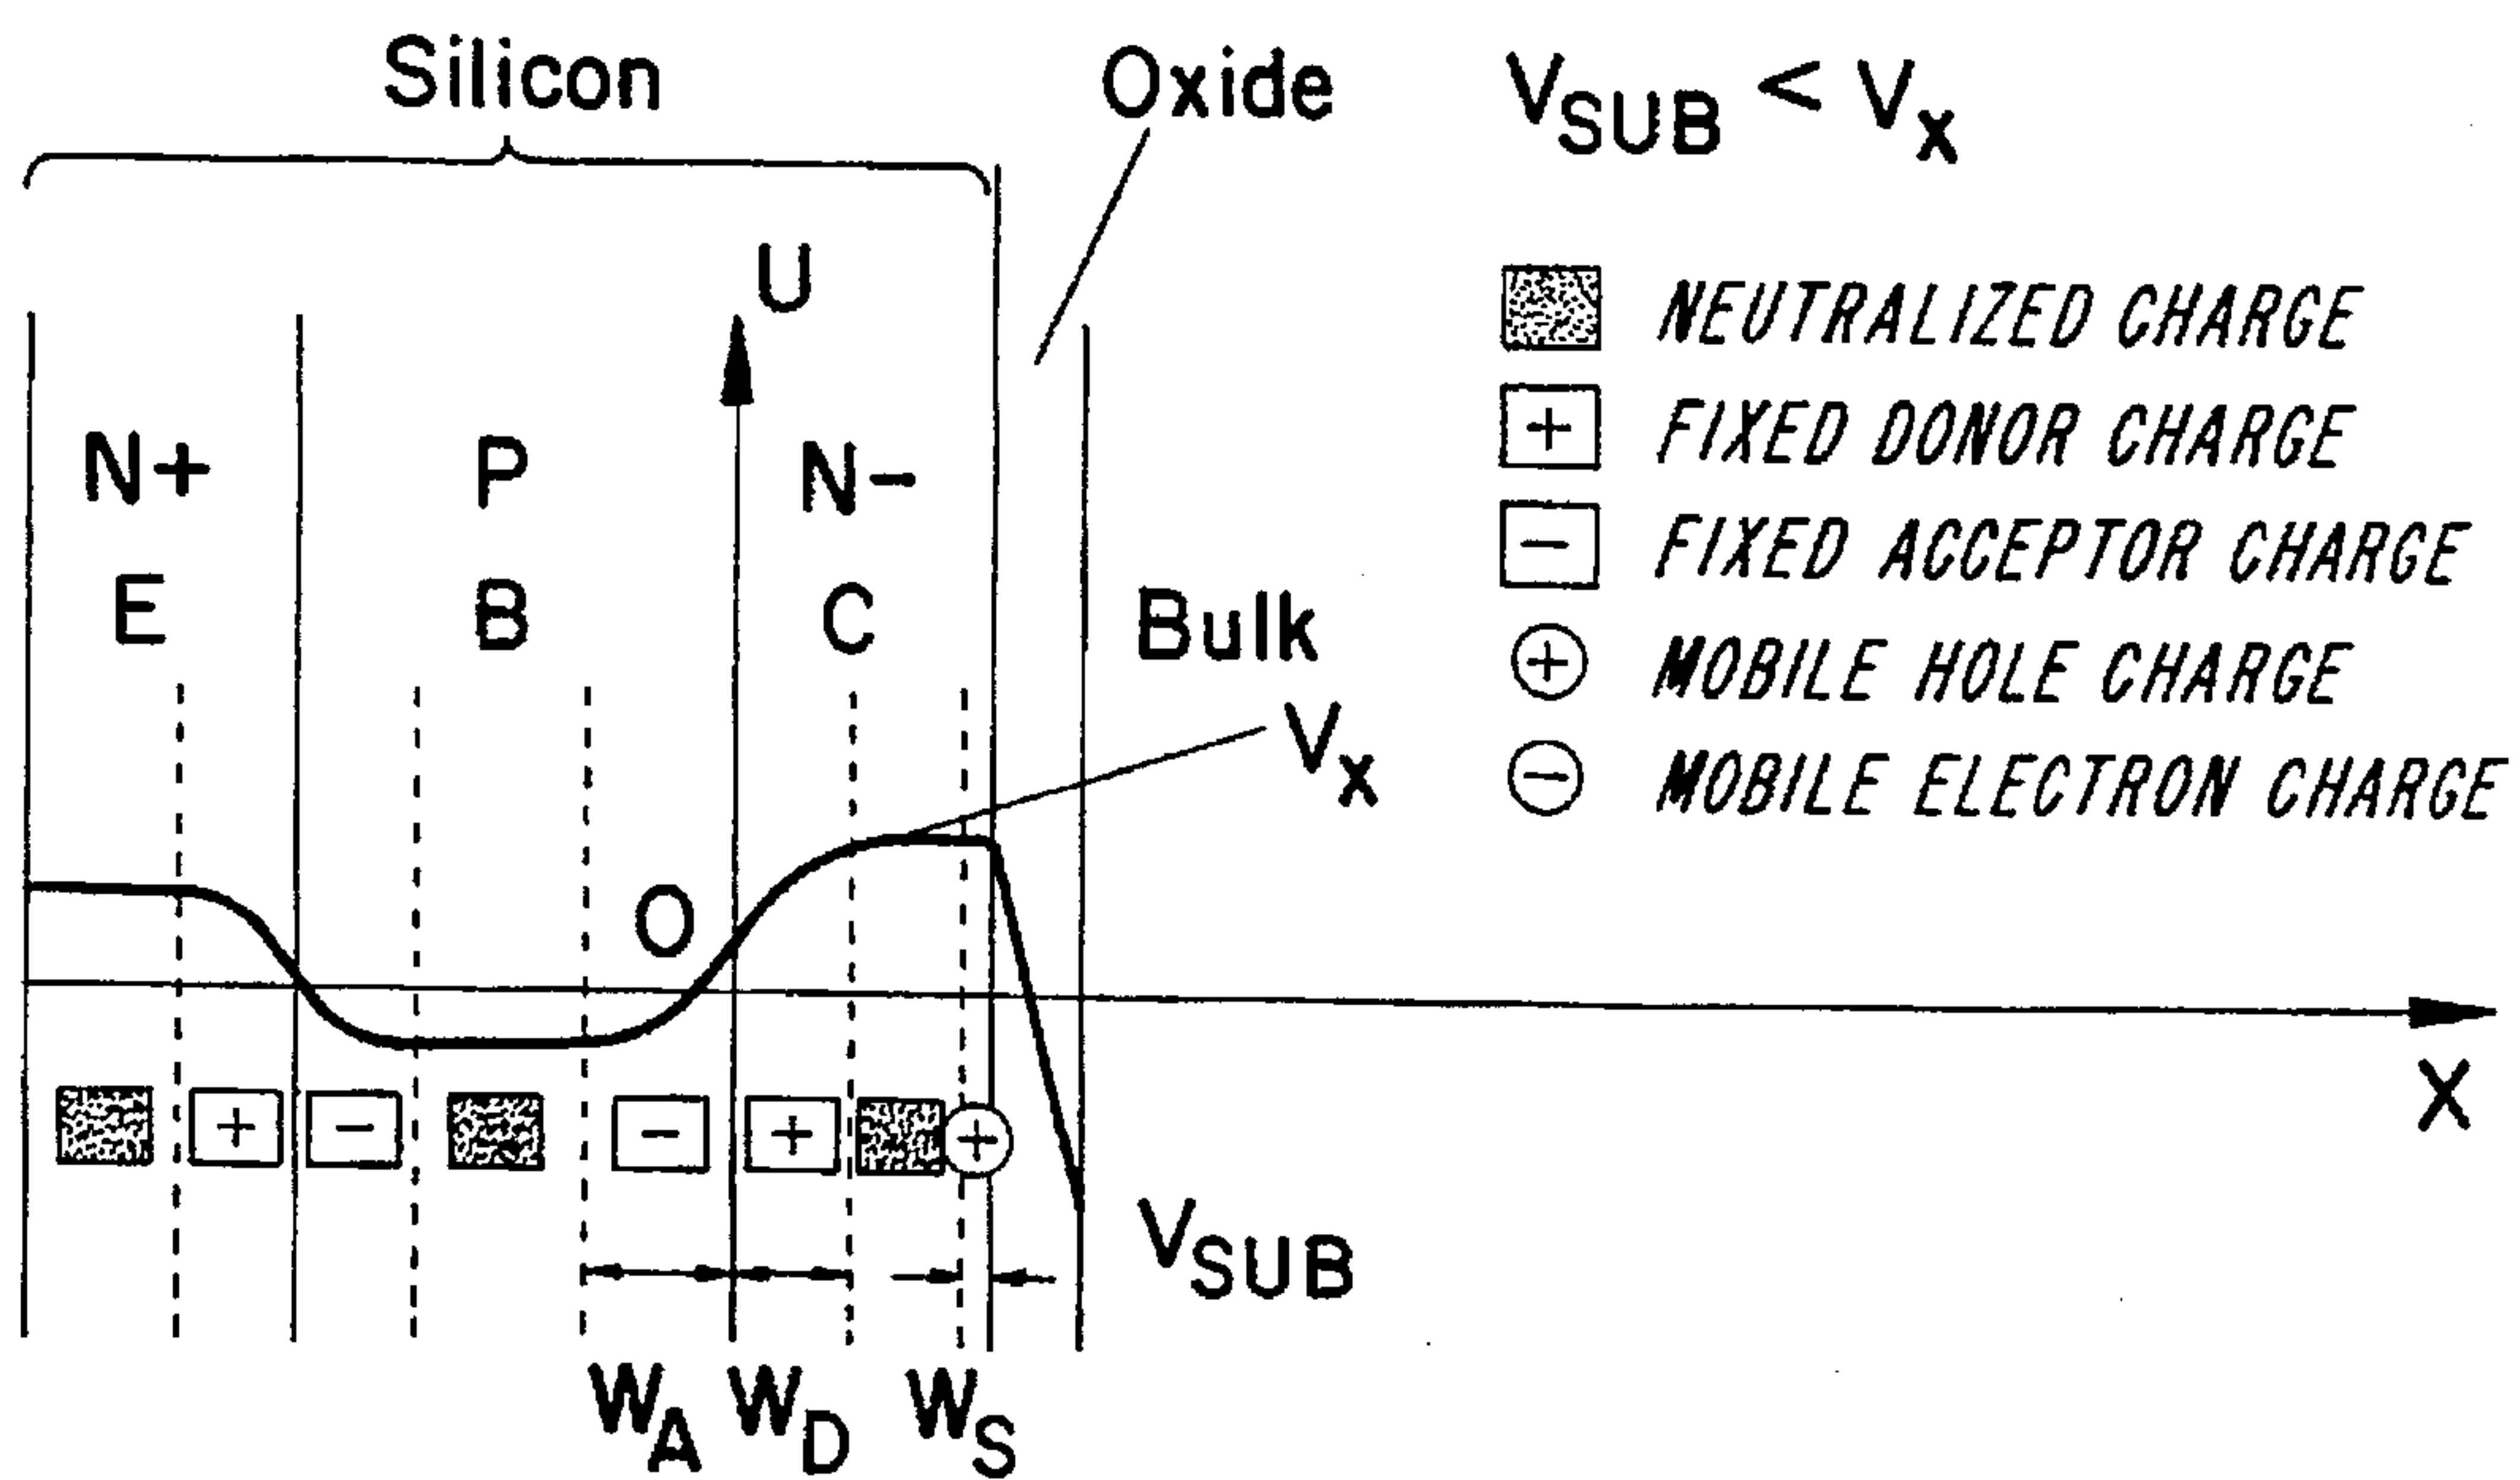 Silicon
Oxide
V_SUB < V_X
U
NEUTRALIZED CHARGE
+ FIXED DONOR CHARGE
− FIXED ACCEPTOR CHARGE
+ MOBILE HOLE CHARGE
− MOBILE ELECTRON CHARGE
N+ P N-
E B C
Bulk
V_X
O
X
+ − − + +
V_SUB
W_A W_D W_S